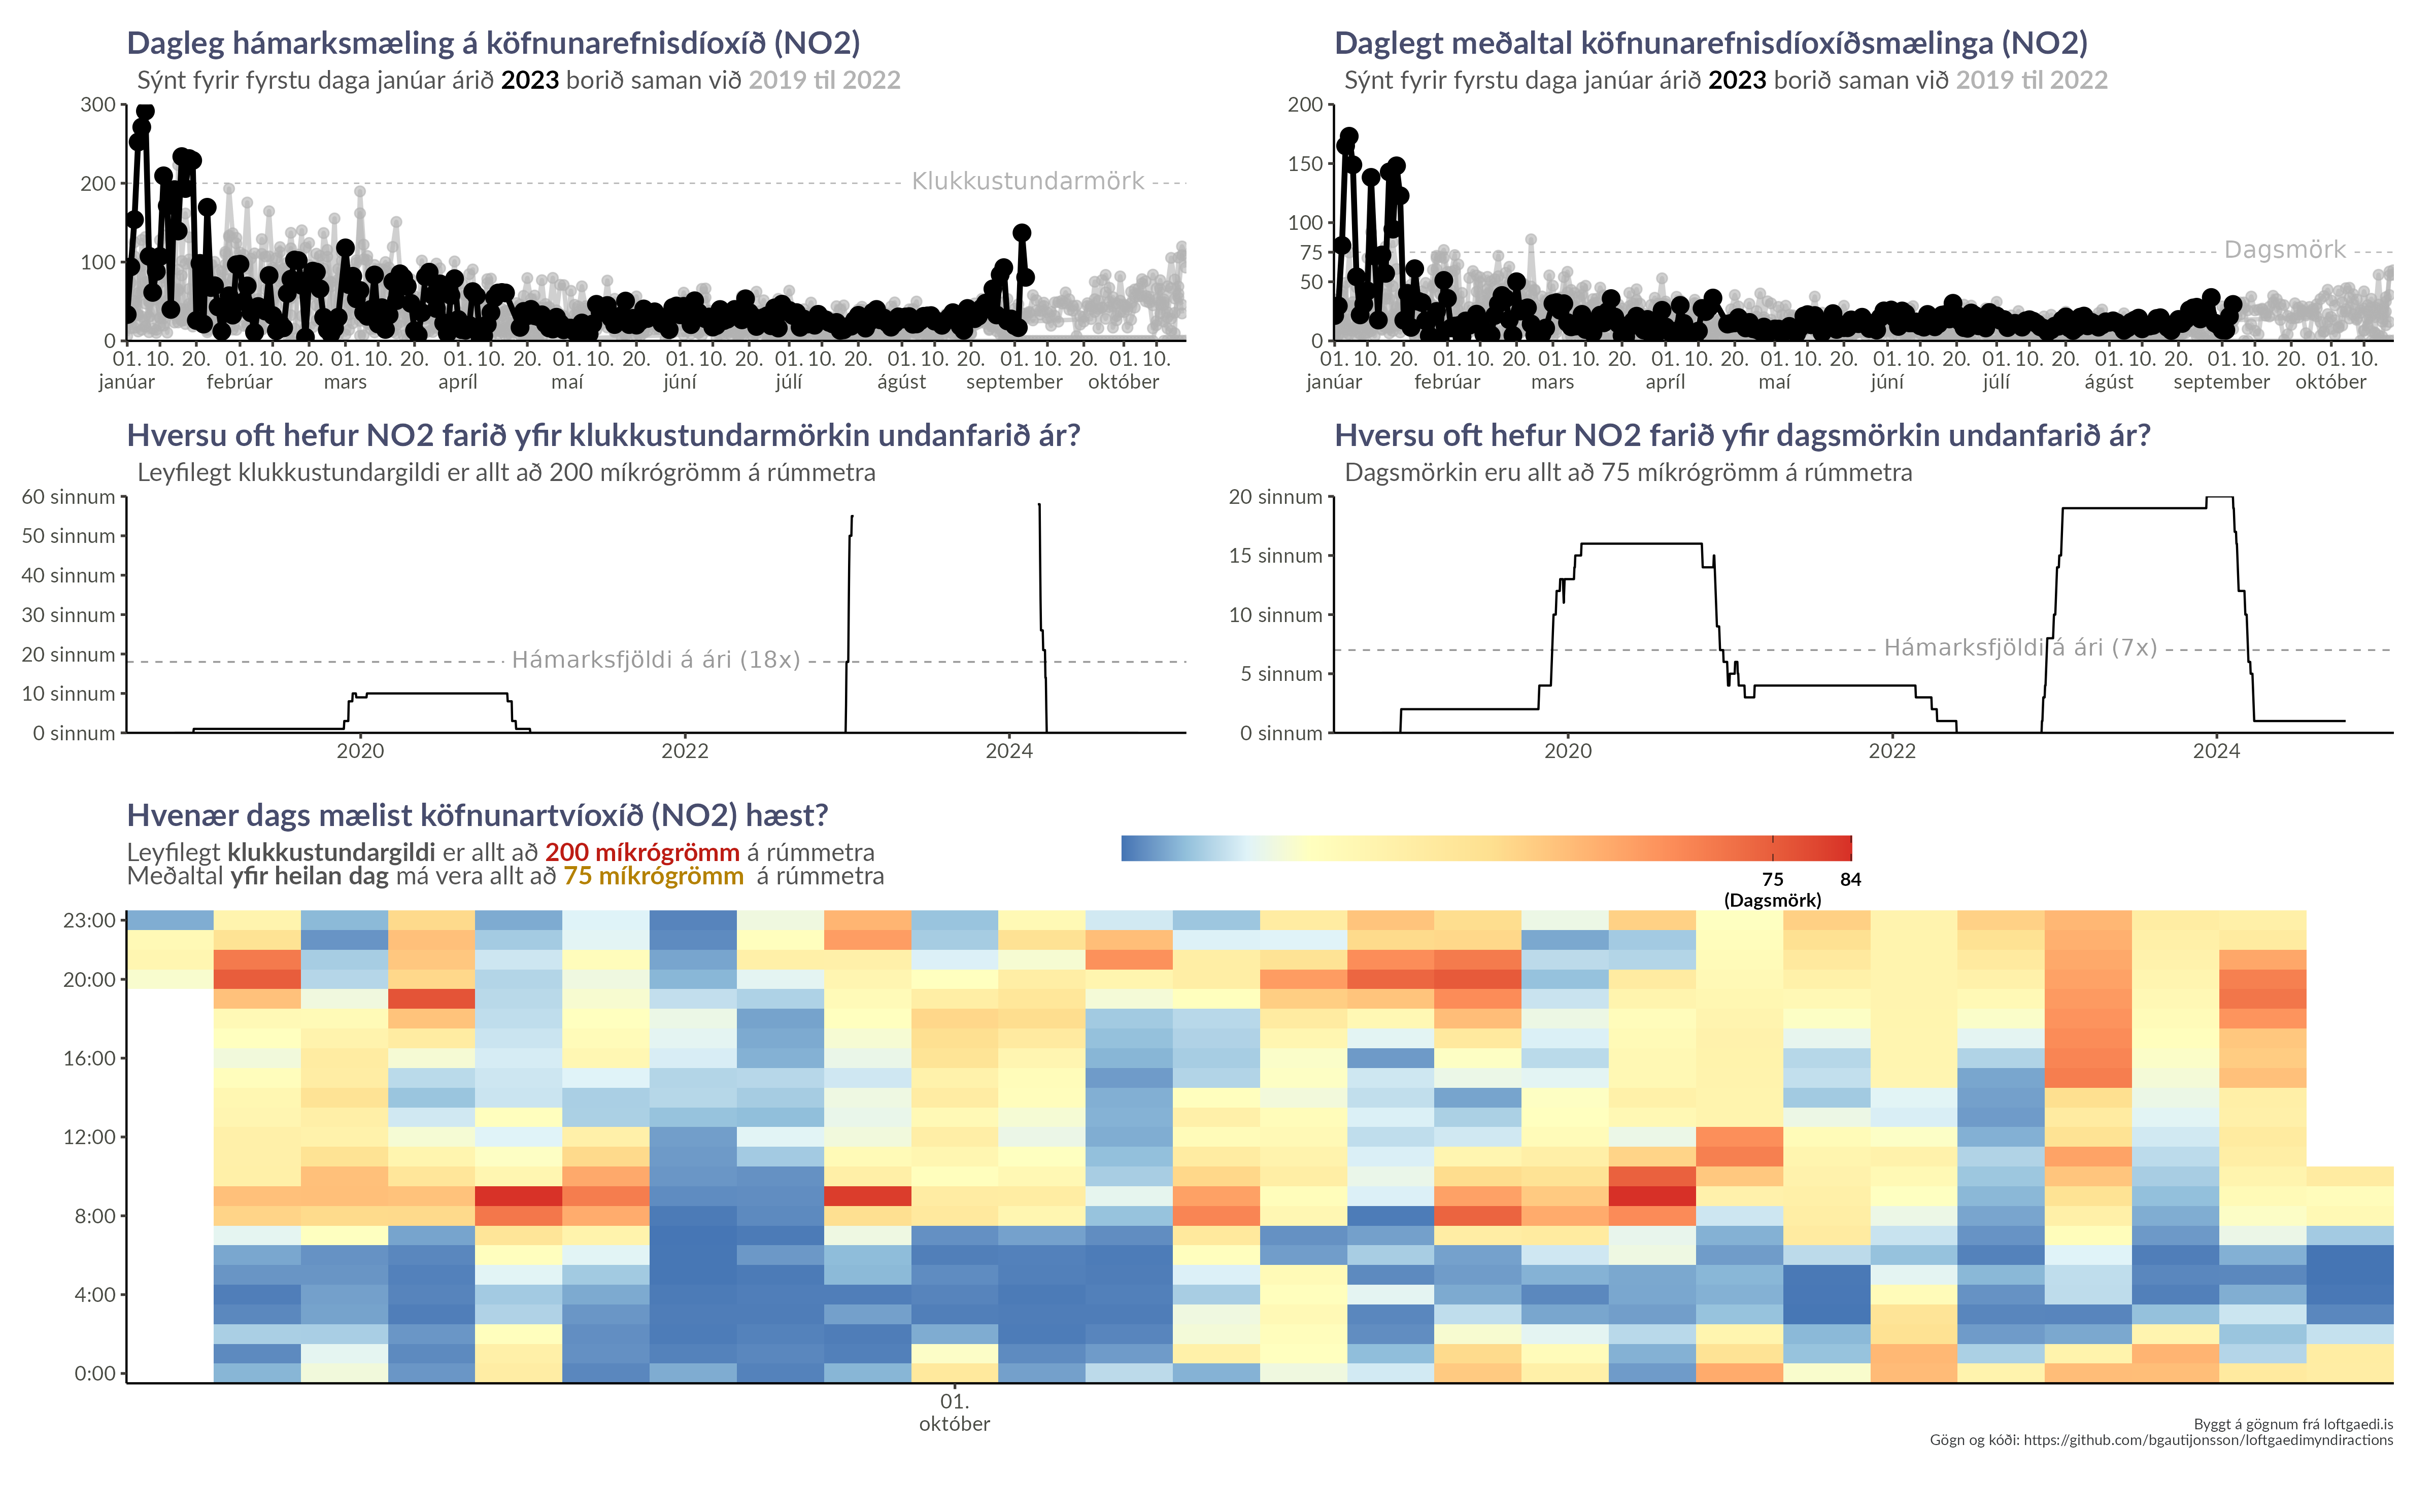 Dagleg hámarksmæling á köfnunarefnisdíoxíð (NO2)
Sýnt fyrir fyrstu daga janúar árið 2023 borið saman við 2019 til 2022
300
200
100
0
Klukkustundarmörk
01. 10. 20. 01. 10. 20. 01. 10. 20. 01. 10. 20. 01. 10. 20. 01. 10. 20. 01. 10. 20. 01. 10. 20. 01. 10. 20. 01. 10.
janúar febrúar mars apríl maí júní júlí ágúst september október
Daglegt meðaltal köfnunarefnisdíoxíðsmælinga (NO2)
Sýnt fyrir fyrstu daga janúar árið 2023 borið saman við 2019 til 2022
200
150
100
75
50
0
Dagsmörk
01. 10. 20. 01. 10. 20. 01. 10. 20. 01. 10. 20. 01. 10. 20. 01. 10. 20. 01. 10. 20. 01. 10. 20. 01. 10. 20. 01. 10.
janúar febrúar mars apríl maí júní júlí ágúst september október
Hversu oft hefur NO2 farið yfir klukkustundarmörkin undanfarið ár?
Leyfilegt klukkustundargildi er allt að 200 míkrógrömm á rúmmetra
60 sinnum
50 sinnum
40 sinnum
30 sinnum
20 sinnum
10 sinnum
0 sinnum
Hámarksfjöldi á ári (18x)
2020 2022 2024
Hversu oft hefur NO2 farið yfir dagsmörkin undanfarið ár?
Dagsmörkin eru allt að 75 míkrógrömm á rúmmetra
20 sinnum
15 sinnum
10 sinnum
5 sinnum
0 sinnum
Hámarksfjöldi á ári (7x)
2020 2022 2024
Hvenær dags mælist köfnunartvíoxíð (NO2) hæst?
Leyfilegt klukkustundargildi er allt að 200 míkrógrömm á rúmmetra
Meðaltal yfir heilan dag má vera allt að 75 míkrógrömm á rúmmetra
75 84
(Dagsmörk)
23:00
20:00
16:00
12:00
8:00
4:00
0:00
01.
október
Byggt á gögnum frá loftgaedi.is
Gögn og kóði: https://github.com/bgautijonsson/loftgaedimyndiractions